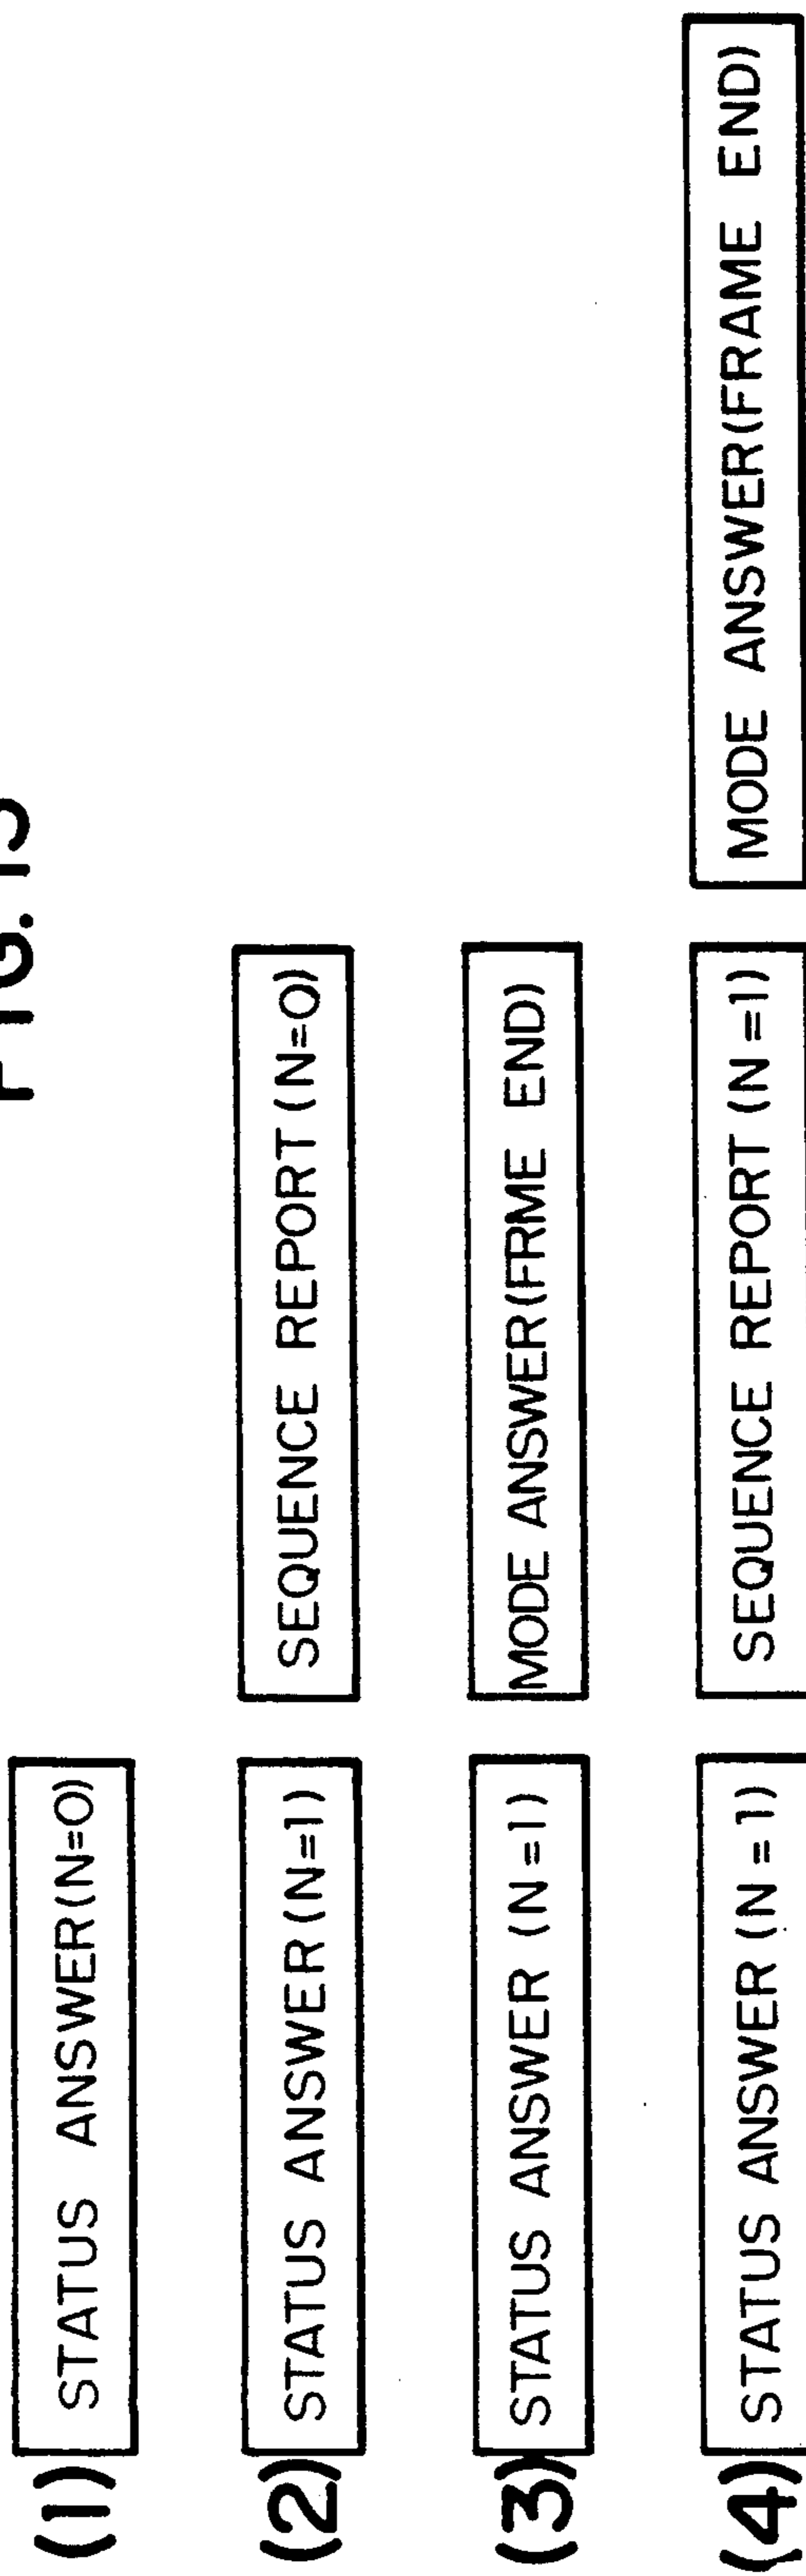 FIG. 15
(1) STATUS ANSWER(N=0)
(2) STATUS ANSWER(N=1) SEQUENCE REPORT(N=0)
(3) STATUS ANSWER (N=1) MODE ANSWER(FRME END)
(4) STATUS ANSWER (N=1) SEQUENCE REPORT (N=1) MODE ANSWER(FRAME END)